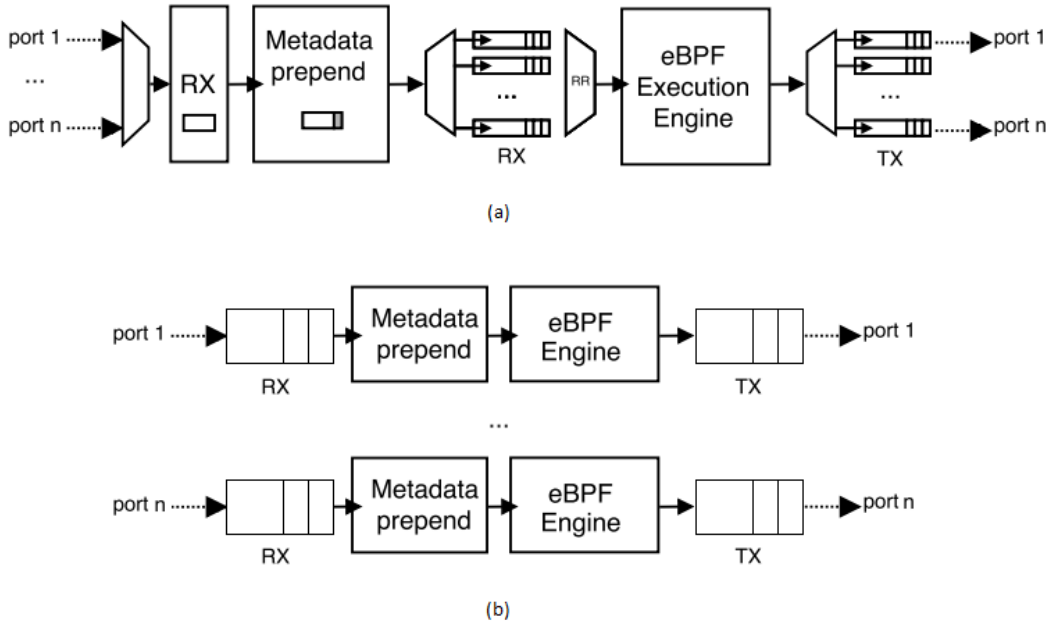 port 1
...
port n
RX
Metadata
prepend
...
RX
RR
eBPF
Execution
Engine
port 1
...
port n
TX
(a)
port 1
RX
Metadata
prepend
eBPF
Engine
TX
port 1
...
port n
RX
Metadata
prepend
eBPF
Engine
TX
port n
(b)